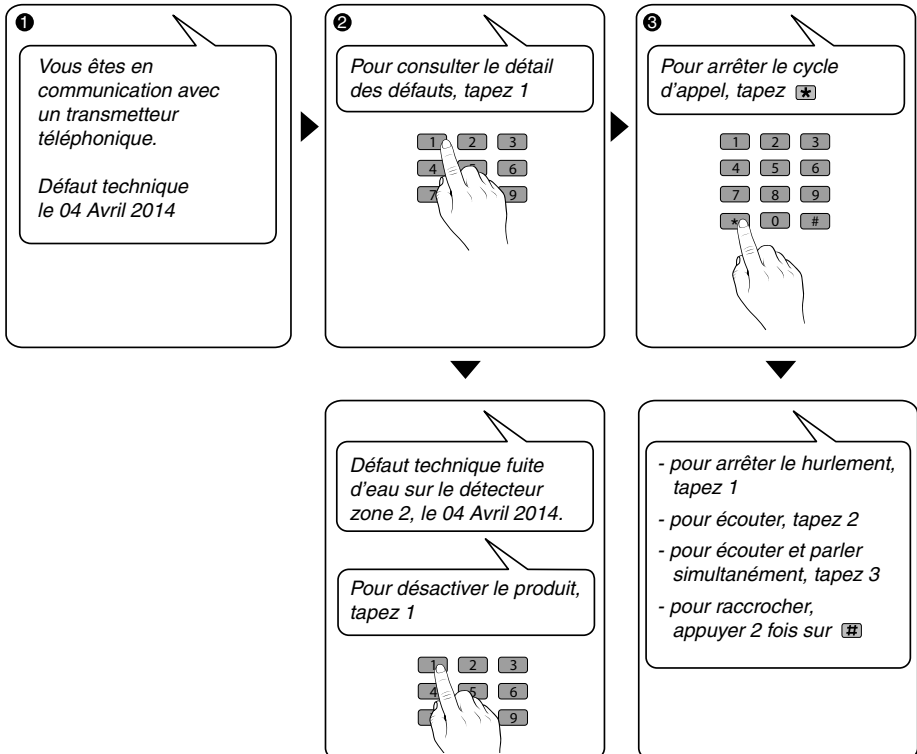 ❶
Vous êtes en
communication avec
un transmetteur
téléphonique.
Défaut technique
le 04 Avril 2014
❷
Pour consulter le détail
des défauts, tapez 1
1 2 3
4 6
7 9
❸
Pour arrêter le cycle
d'appel, tapez *
1 2 3
4 5 6
7 8 9
* 0 #
Défaut technique fuite
d'eau sur le détecteur
zone 2, le 04 Avril 2014.
Pour désactiver le produit,
tapez 1
1 2 3
4 5 6
9
- pour arrêter le hurlement,
tapez 1
- pour écouter, tapez 2
- pour écouter et parler
simultanément, tapez 3
- pour raccrocher,
appuyer 2 fois sur #